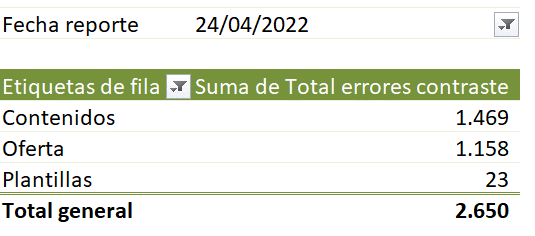 Fecha reporte 24/04/2022
Etiquetas de fila Suma de Total errores contraste
Contenidos 1.469
Oferta 1.158
Plantillas 23
Total general 2.650